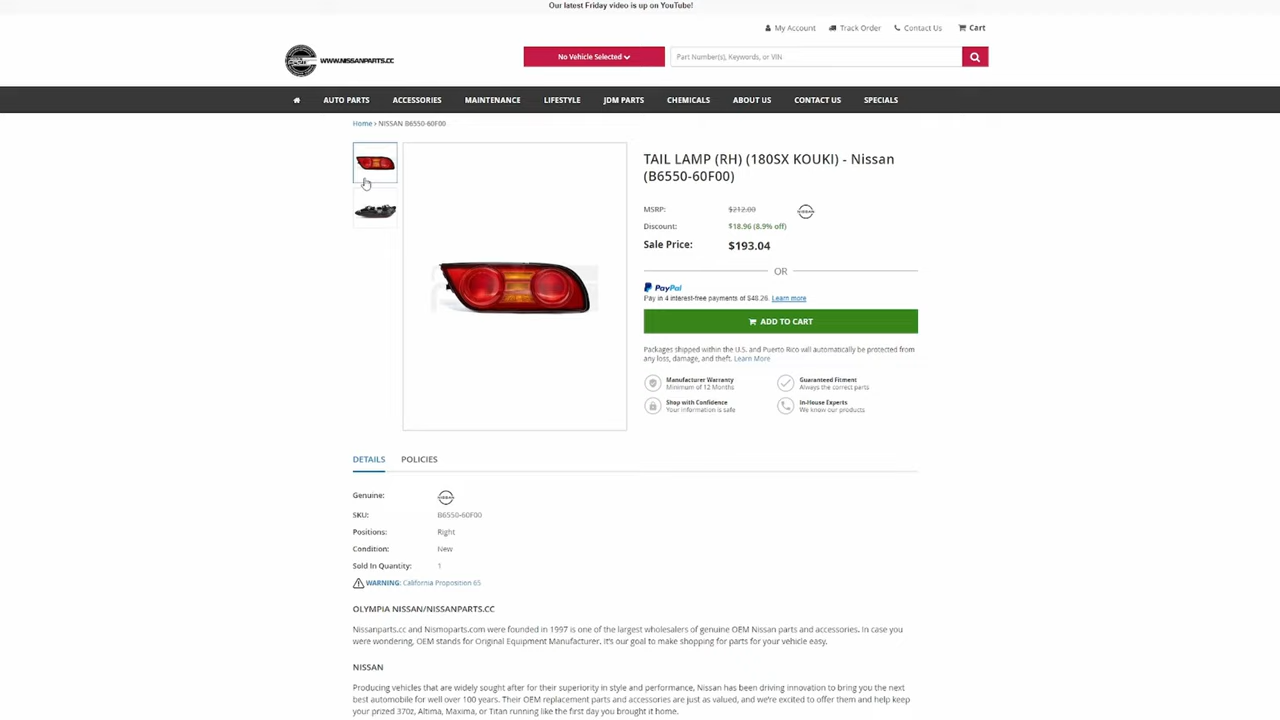 Our latest Friday video is up on YouTube!
My Account Track Order Contact Us Cart
WWW.NISSANPARTS.CC
No Vehicle Selected
Part Number(s), Keywords, or VIN
AUTO PARTS ACCESSORIES MAINTENANCE LIFESTYLE JDM PARTS CHEMICALS ABOUT US CONTACT US SPECIALS
Home › NISSAN B6550-60F00
TAIL LAMP (RH) (180SX KOUKI) - Nissan
(B6550-60F00)
MSRP: $212.00
NISSAN
Discount: $18.96 (8.9% off)
Sale Price: $193.04
OR
PayPal
Pay in 4 interest-free payments of $48.26. Learn more
ADD TO CART
Packages shipped within the U.S. and Puerto Rico will automatically be protected from
any loss, damage, and theft. Learn More
Manufacturer Warranty
Minimum of 12 Months
Guaranteed Fitment
Always the correct parts
Shop with Confidence
Your information is safe
In-House Experts
We know our products
DETAILS POLICIES
Genuine: NISSAN
SKU: B6550-60F00
Positions: Right
Condition: New
Sold In Quantity: 1
WARNING: California Proposition 65
OLYMPIA NISSAN/NISSANPARTS.CC
Nissanparts.cc and Nismoparts.com were founded in 1997 is one of the largest wholesalers of genuine OEM Nissan parts and accessories. In case you
were wondering, OEM stands for Original Equipment Manufacturer. It's our goal to make shopping for parts for your vehicle easy.
NISSAN
Producing vehicles that are widely sought after for their superiority in style and performance, Nissan has been driving innovation to bring you the next
best automobile for well over 100 years. Their OEM replacement parts and accessories are just as valued, and we're excited to offer them and help keep
your prized 370z, Altima, Maxima, or Titan running like the first day you brought it home.